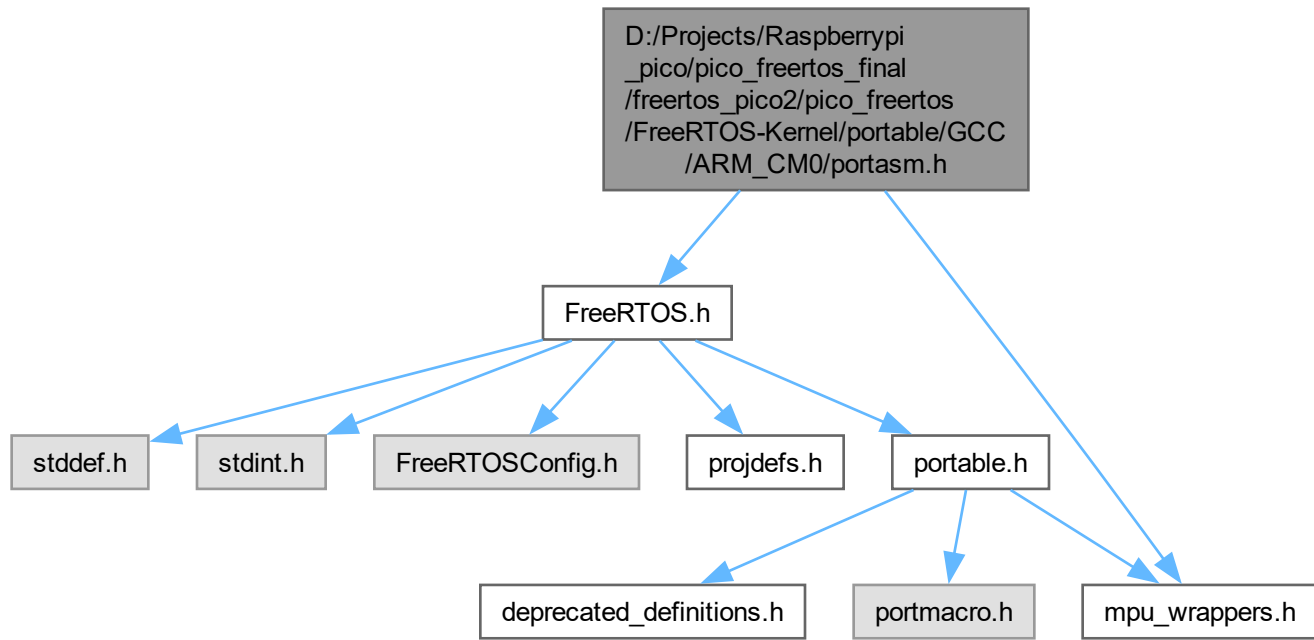 D:/Projects/Raspberrypi
_pico/pico_freertos_final
/freertos_pico2/pico_freertos
/FreeRTOS-Kernel/portable/GCC
/ARM_CM0/portasm.h
FreeRTOS.h
stddef.h
stdint.h
FreeRTOSConfig.h
projdefs.h
portable.h
deprecated_definitions.h
portmacro.h
mpu_wrappers.h